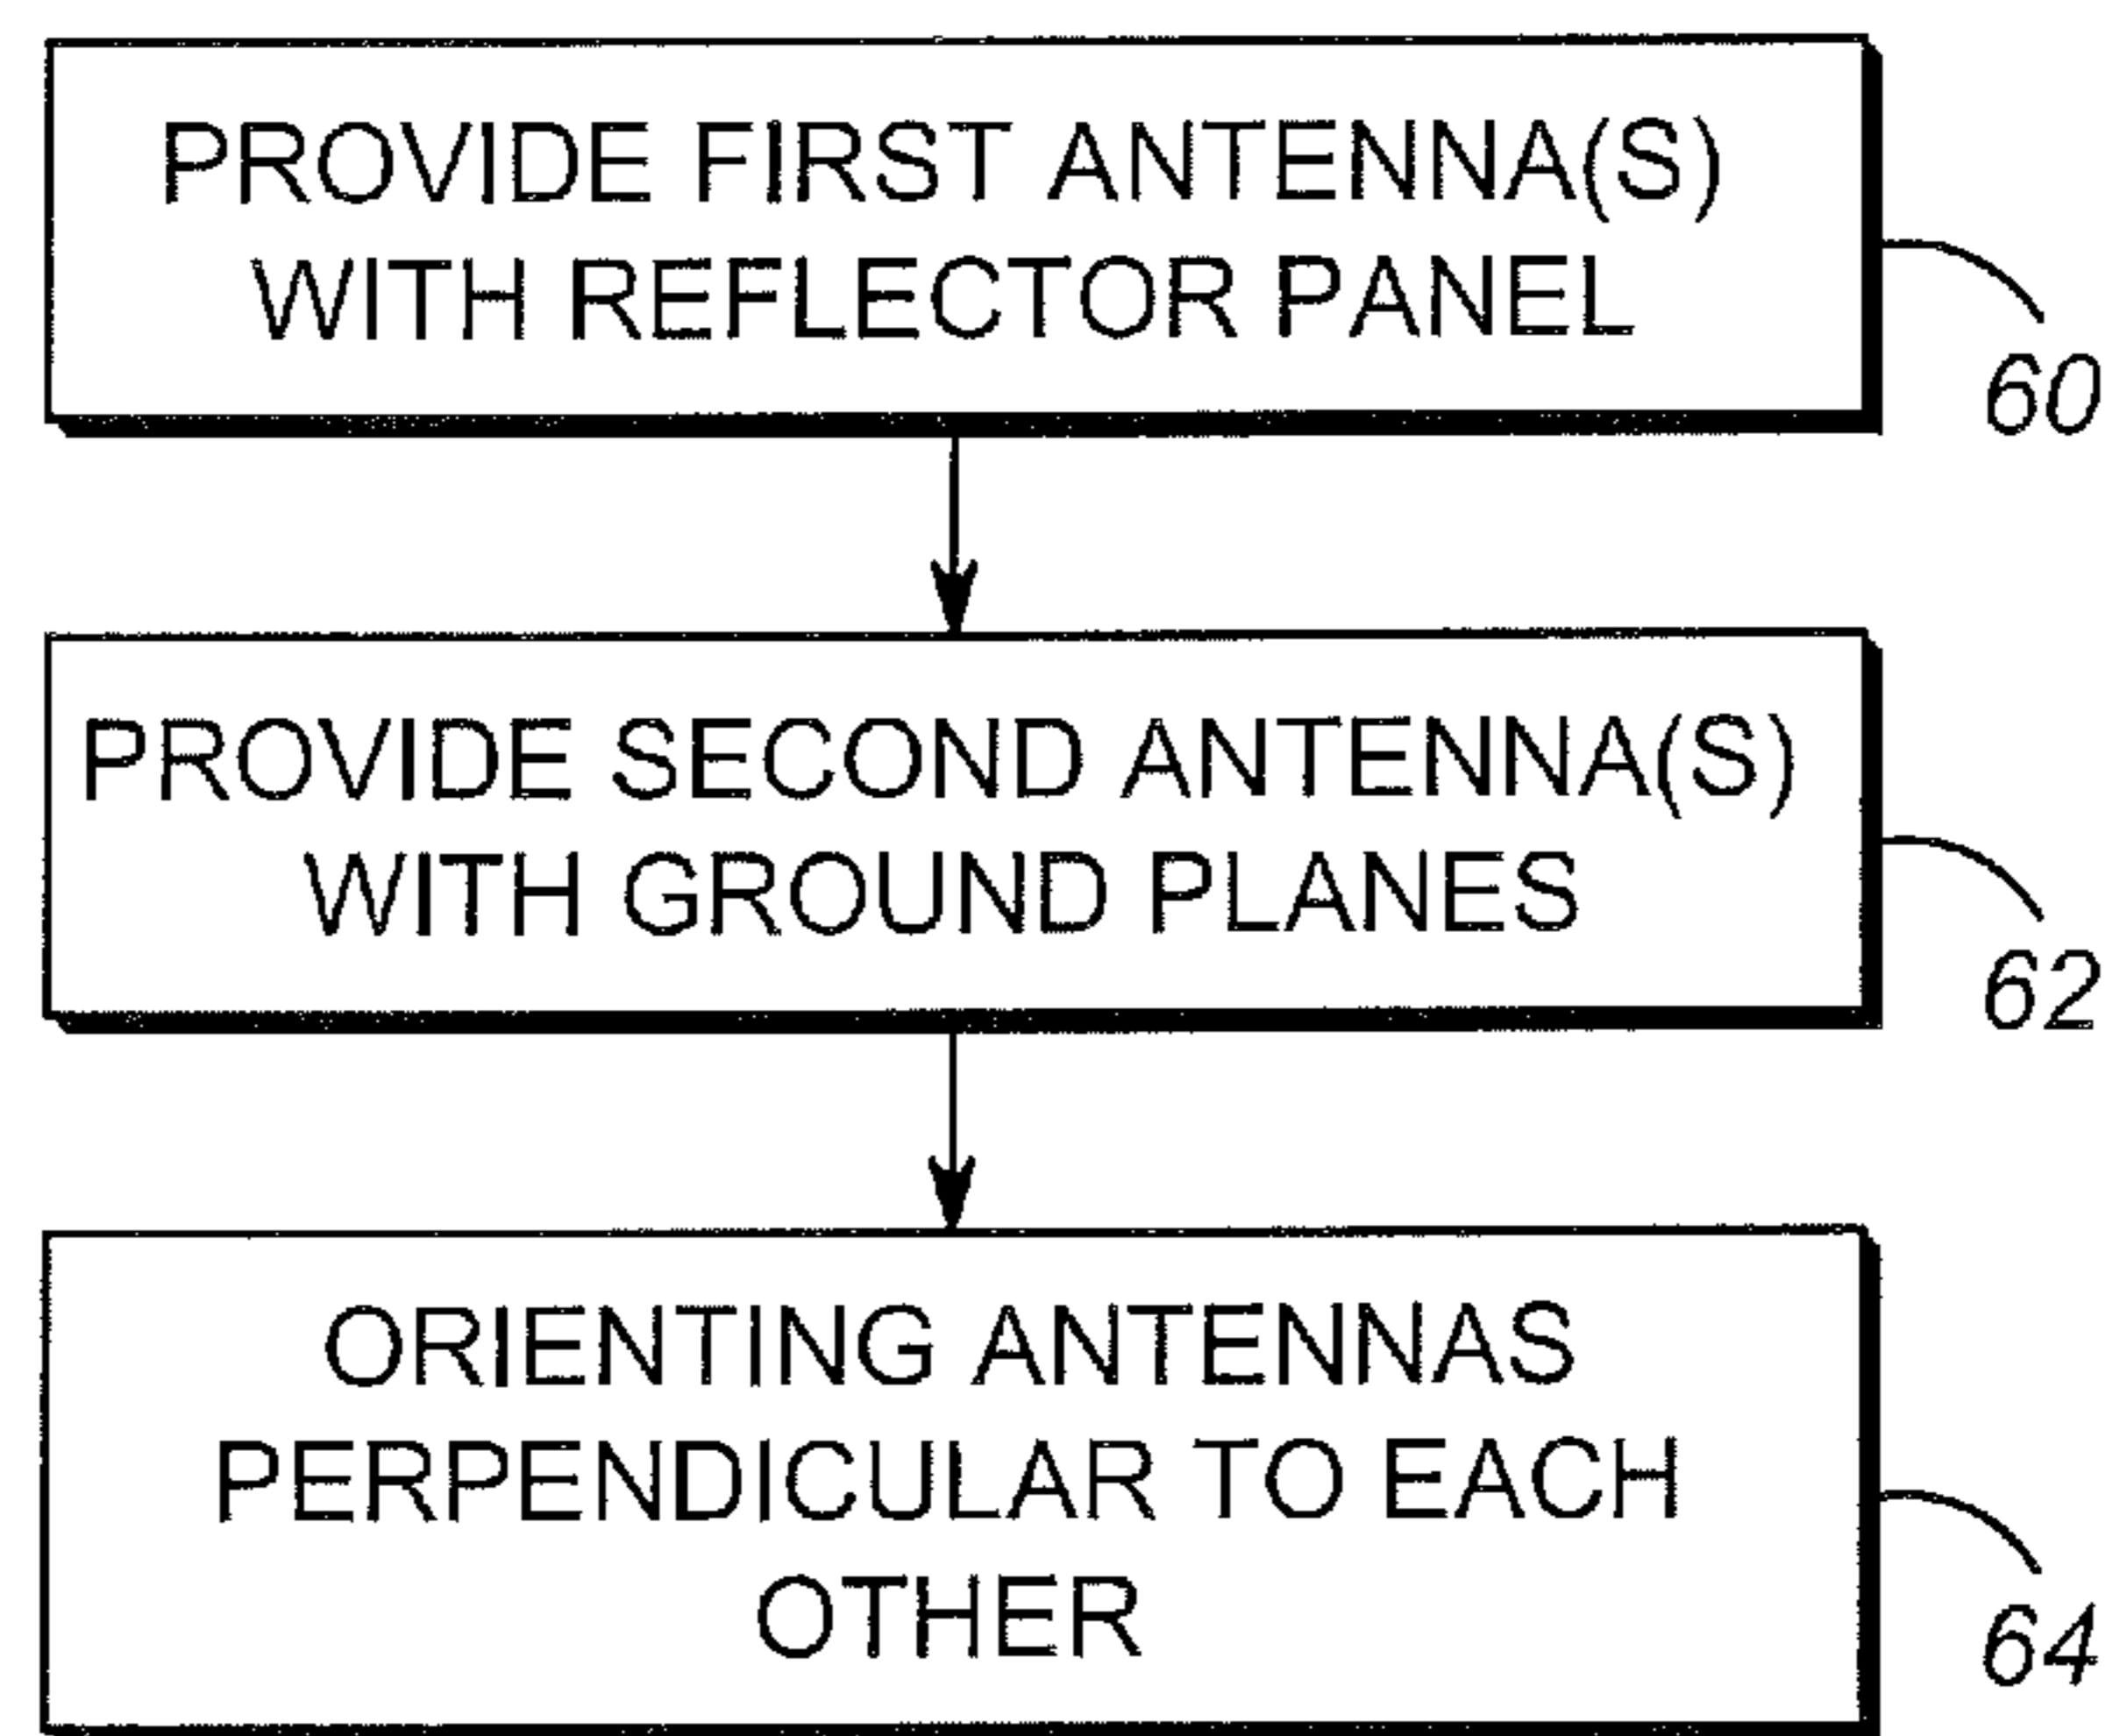 PROVIDE FIRST ANTENNA(S)
WITH REFLECTOR PANEL
60
PROVIDE SECOND ANTENNA(S)
WITH GROUND PLANES
62
ORIENTING ANTENNAS
PERPENDICULAR TO EACH
OTHER
64